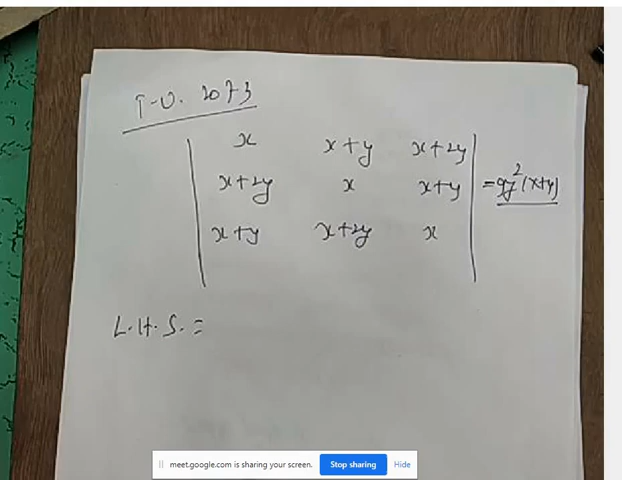 T.U. 2073
| x x+y x+2y |
| x+2y x x+y | = 9y²(x+y)
| x+y x+2y x |
L.H.S. =
meet.google.com is sharing your screen. Stop sharing Hide